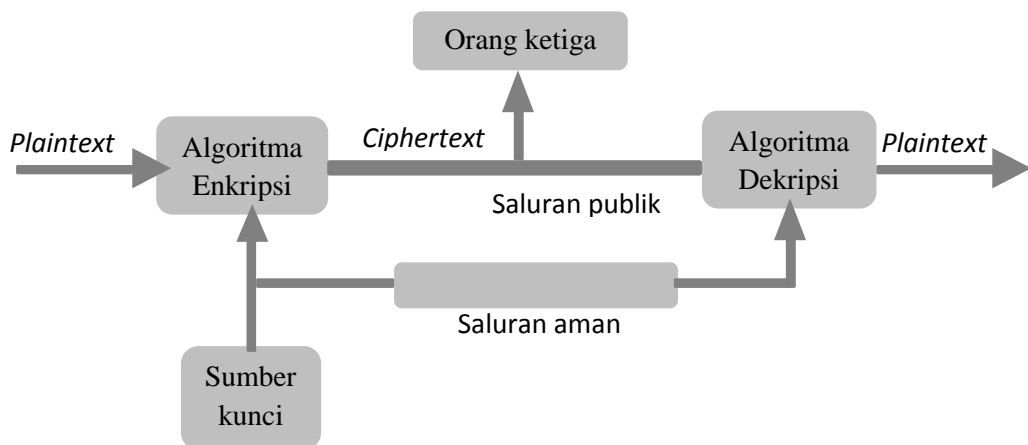 Orang ketiga
Plaintext
Algoritma
Enkripsi
Ciphertext
Algoritma
Dekripsi
Plaintext
Saluran publik
Saluran aman
Sumber
kunci